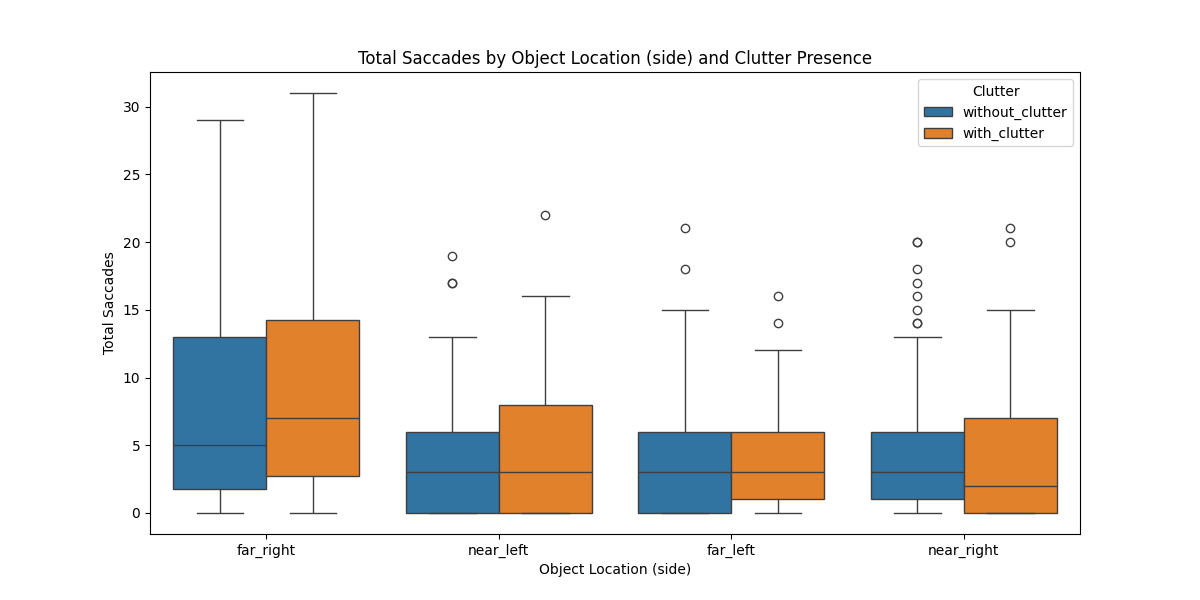 Total Saccades by Object Location (side) and Clutter Presence
Clutter
without_clutter
with_clutter
Total Saccades
30
25
20
15
10
5
0
far_right
near_left
far_left
near_right
Object Location (side)